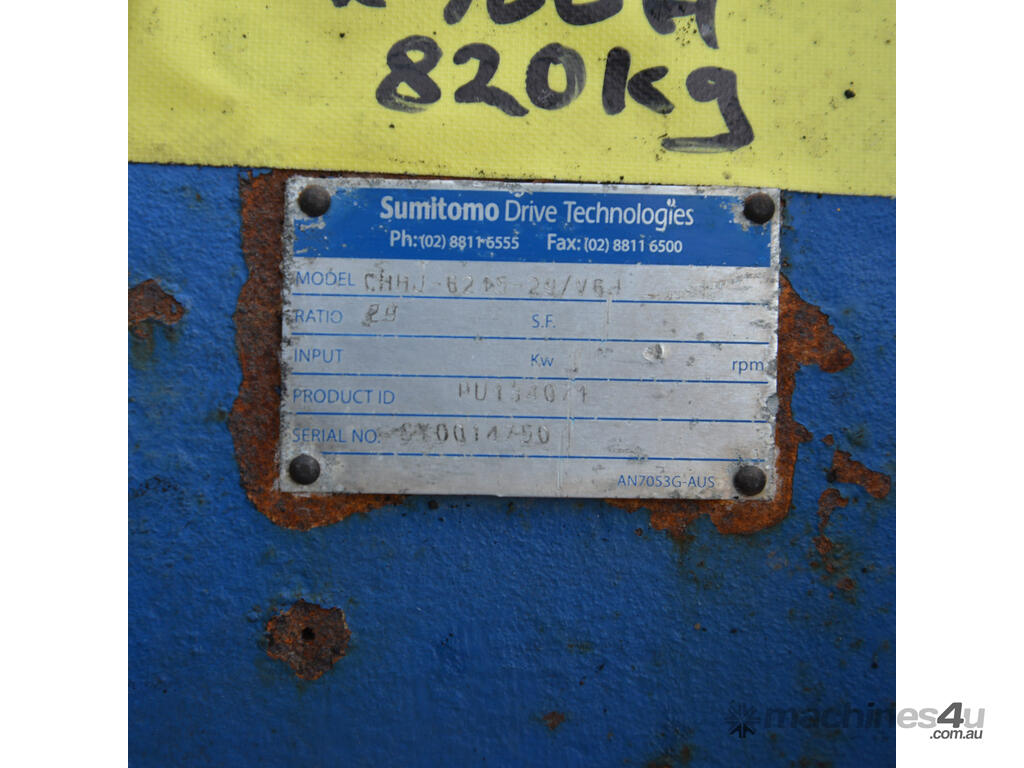 820kg
Sumitomo Drive Technologies
Ph: (02) 8811 6555 Fax: (02) 8811 6500
MODEL
RATIO 29 S.F.
INPUT Kw rpm
PRODUCT ID
SERIAL NO.
AN7053G-AUS
machines4u
.com.au